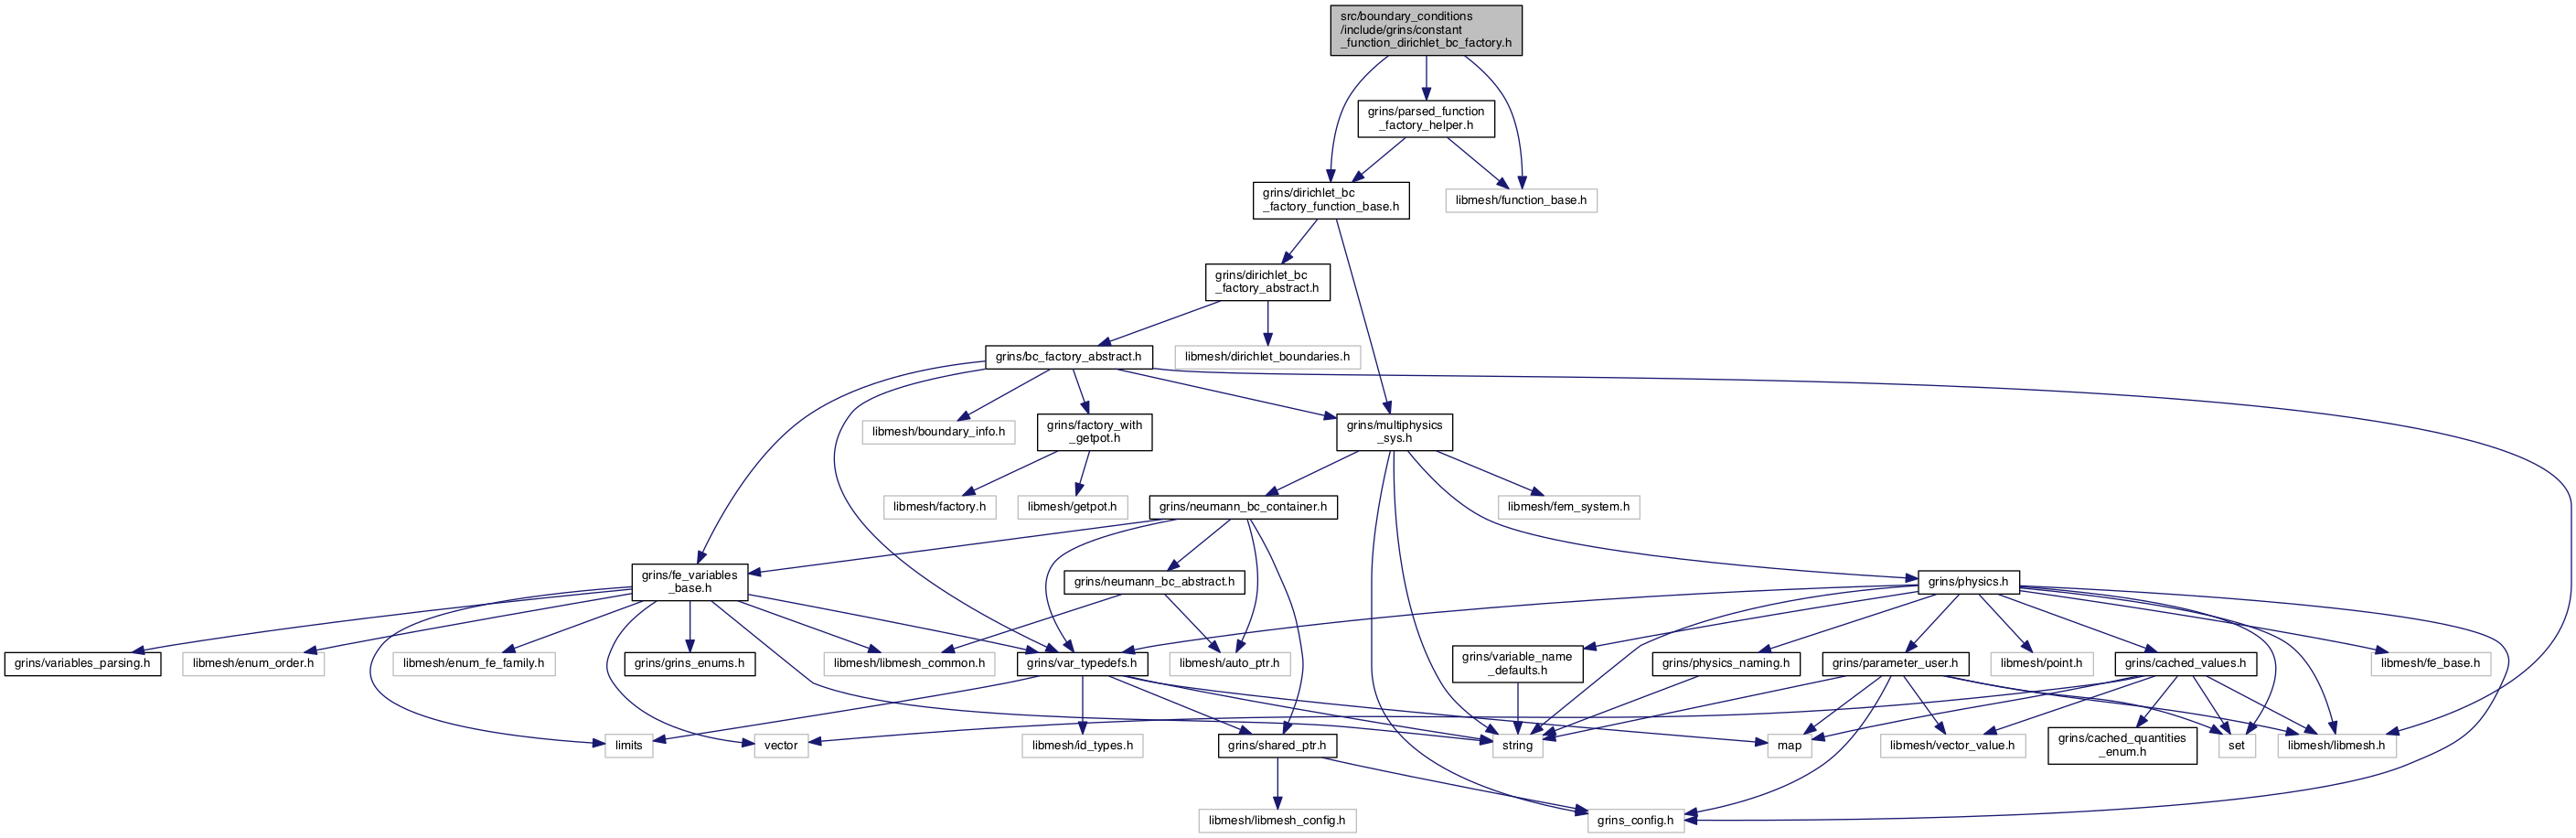 src/boundary_conditions
/include/grins/constant
_function_dirichlet_bc_factory.h
grins/parsed_function
_factory_helper.h
grins/dirichlet_bc
_factory_function_base.h
libmesh/function_base.h
grins/dirichlet_bc
_factory_abstract.h
grins/bc_factory_abstract.h
libmesh/dirichlet_boundaries.h
libmesh/boundary_info.h
grins/factory_with
_getpot.h
grins/multiphysics
_sys.h
libmesh/factory.h
libmesh/getpot.h
grins/neumann_bc_container.h
libmesh/fem_system.h
grins/fe_variables
_base.h
grins/neumann_bc_abstract.h
grins/physics.h
grins/variables_parsing.h
libmesh/enum_order.h
libmesh/enum_fe_family.h
grins/grins_enums.h
libmesh/libmesh_common.h
grins/var_typedefs.h
libmesh/auto_ptr.h
grins/variable_name
_defaults.h
grins/physics_naming.h
grins/parameter_user.h
libmesh/point.h
grins/cached_values.h
libmesh/fe_base.h
limits
vector
libmesh/id_types.h
grins/shared_ptr.h
string
map
libmesh/vector_value.h
grins/cached_quantities
_enum.h
set
libmesh/libmesh.h
libmesh/libmesh_config.h
grins_config.h